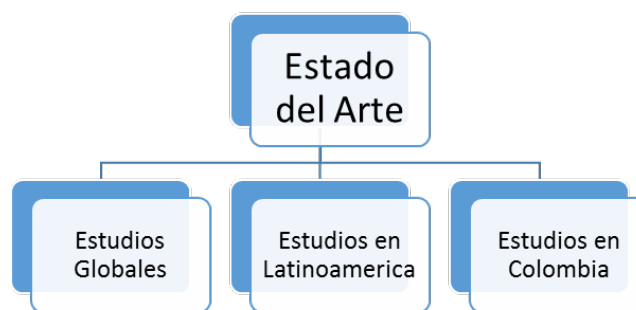 Estado
del Arte
Estudios
Globales
Estudios en
Latinoamerica
Estudios en
Colombia